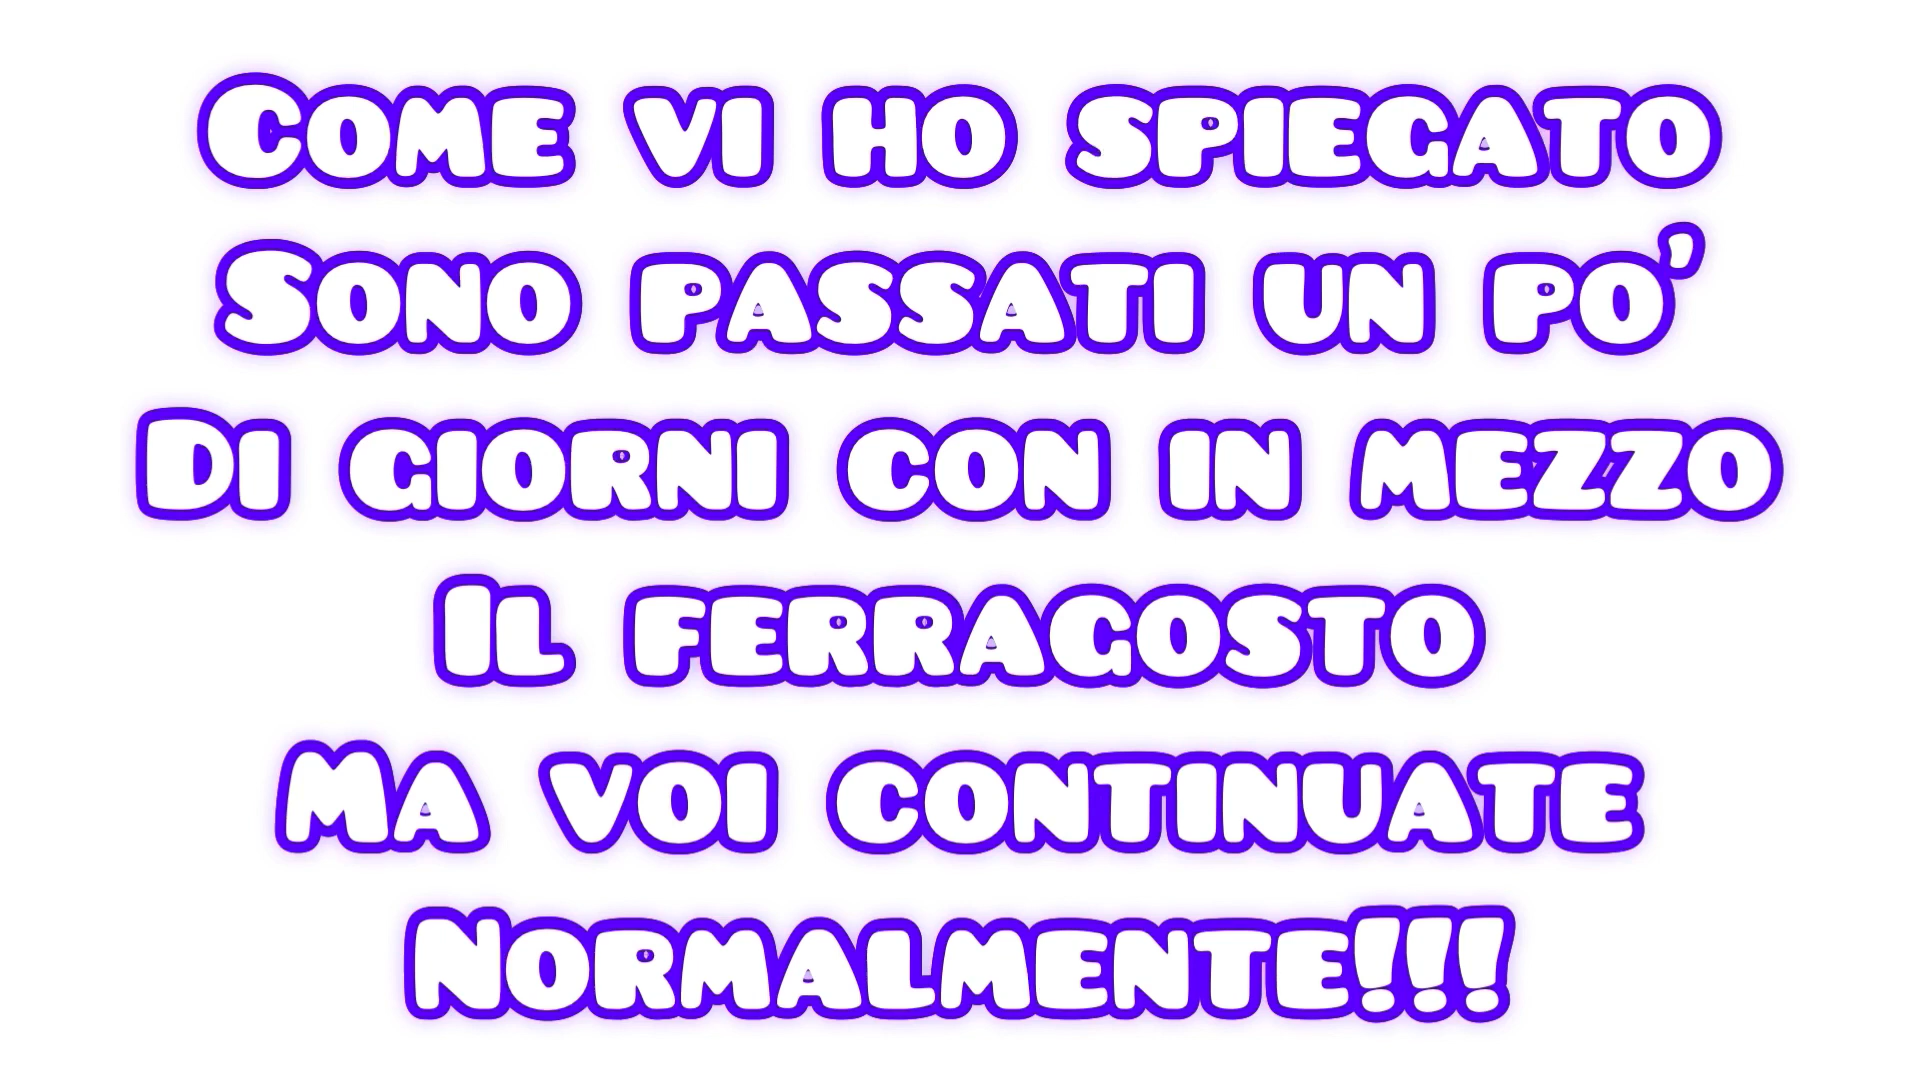 Come vi ho spiegato
Sono passati un po'
Di giorni con in mezzo
Il ferragosto
Ma voi continuate
Normalmente!!!